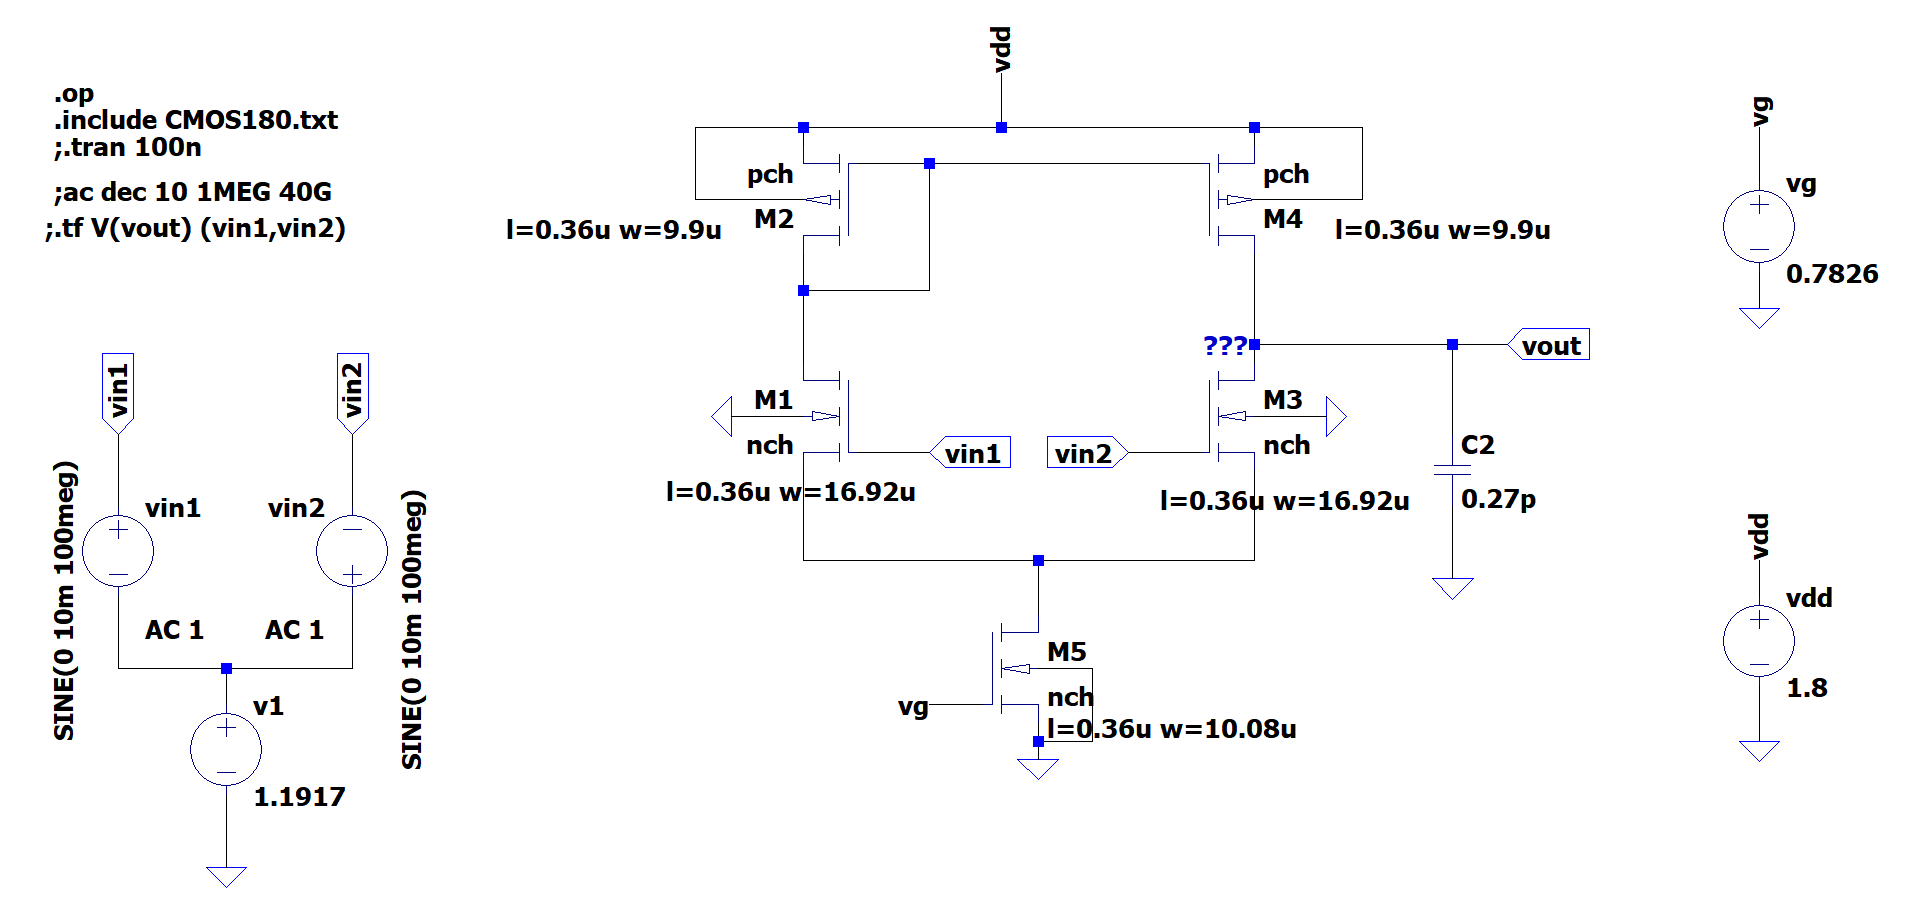 .op
.include CMOS180.txt
;.tran 100n
;ac dec 10 1MEG 40G
;.tf V(vout) (vin1,vin2)
vin1
vin2
vin1
vin2
SINE(0 10m 100meg)
SINE(0 10m 100meg)
AC 1
AC 1
v1
1.1917
vdd
pch
M2
l=0.36u w=9.9u
pch
M4
l=0.36u w=9.9u
???
vout
M1
nch
vin1
l=0.36u w=16.92u
vin2
M3
nch
l=0.36u w=16.92u
C2
0.27p
M5
nch
vg
l=0.36u w=10.08u
vg
vg
0.7826
vdd
vdd
1.8